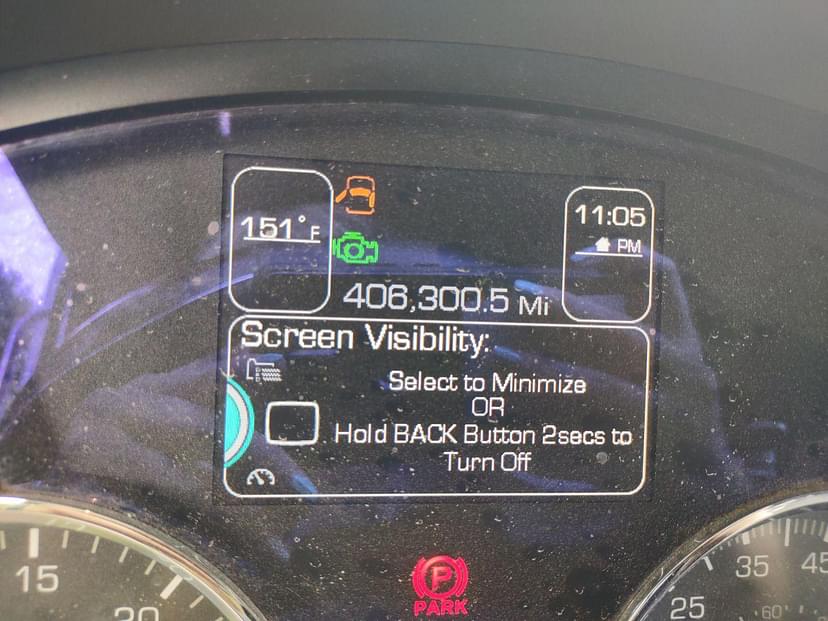 151°F
11:05
PM
406,300.5 Mi
Screen Visibility:
Select to Minimize
OR
Hold BACK Button 2secs to
Turn Off
P
PARK
15
20
25
35
45
60